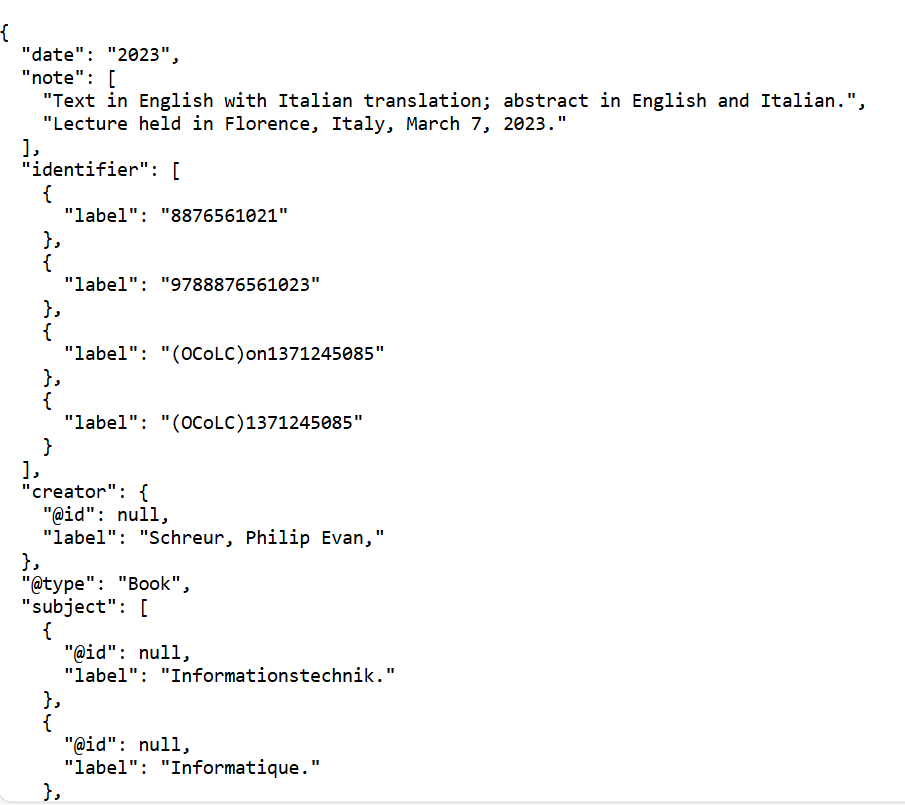 {
  "date": "2023",
  "note": [
    "Text in English with Italian translation; abstract in English and Italian.",
    "Lecture held in Florence, Italy, March 7, 2023."
  ],
  "identifier": [
    {
      "label": "8876561021"
    },
    {
      "label": "9788876561023"
    },
    {
      "label": "(OCoLC)on1371245085"
    },
    {
      "label": "(OCoLC)1371245085"
    }
  ],
  "creator": {
    "@id": null,
    "label": "Schreur, Philip Evan,"
  },
  "@type": "Book",
  "subject": [
    {
      "@id": null,
      "label": "Informationstechnik."
    },
    {
      "@id": null,
      "label": "Informatique."
    },